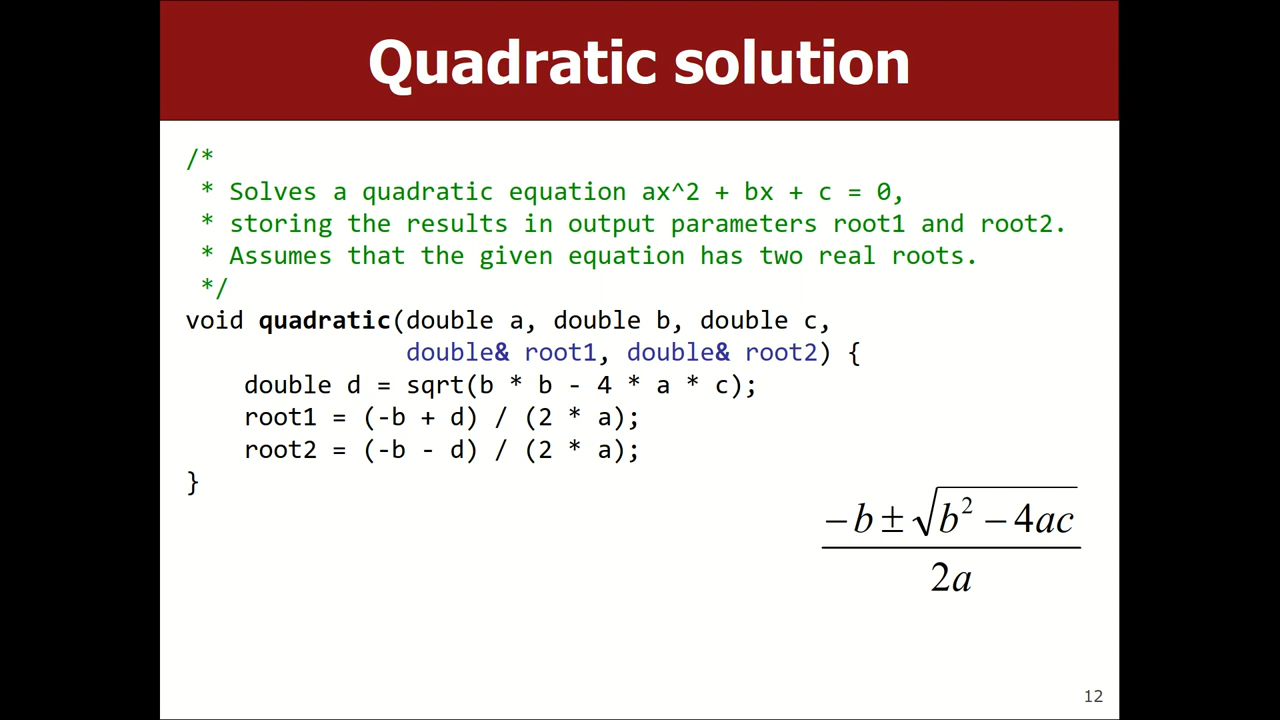 Quadratic solution
/*
 * Solves a quadratic equation ax^2 + bx + c = 0,
 * storing the results in output parameters root1 and root2.
 * Assumes that the given equation has two real roots.
 */
void quadratic(double a, double b, double c,
               double& root1, double& root2) {
    double d = sqrt(b * b - 4 * a * c);
    root1 = (-b + d) / (2 * a);
    root2 = (-b - d) / (2 * a);
}
−b±√b² − 4ac
2a
12